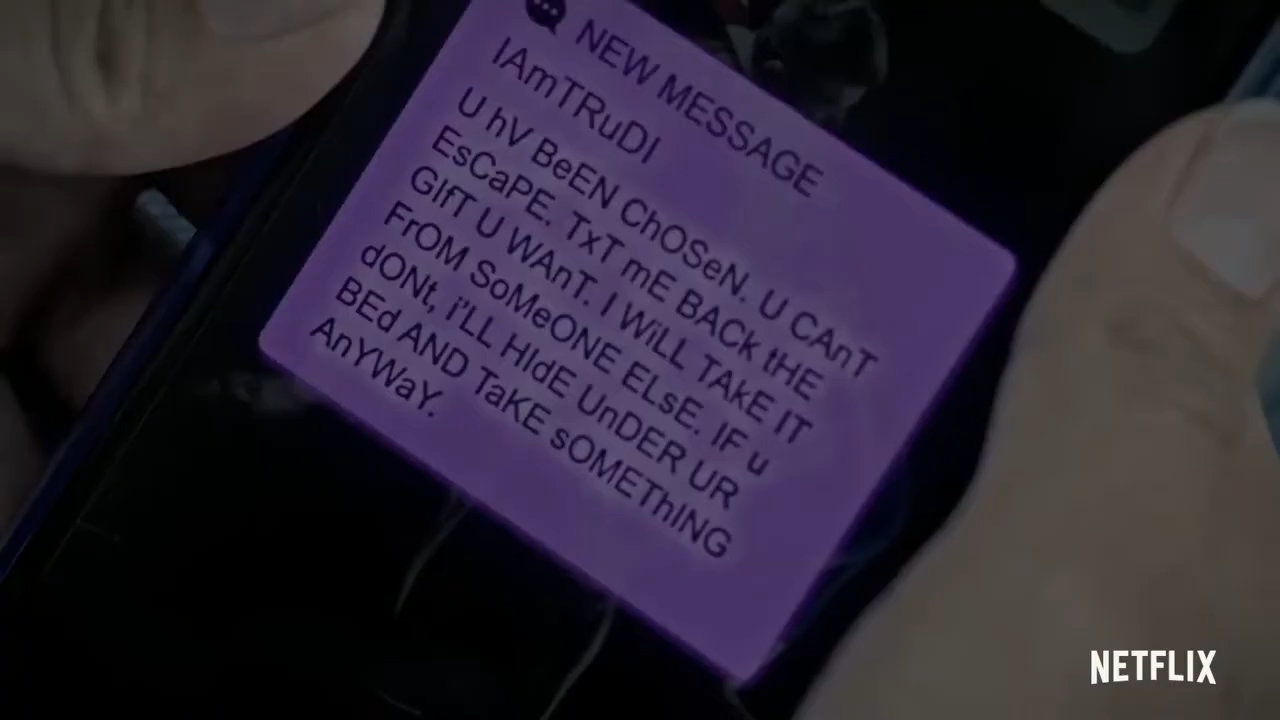 NEW MESSAGE
IAmTRuDI
U hV BeEN ChOSeN. U CAnT
EsCaPE. TxT mE BACk tHE
GIfT U WAnT. I WiLL TAkE IT
FrOM SoMeONE ELsE. IF u
dONt, i'LL HIdE UnDER UR
BEd AND TaKE sOMEThING
AnYWaY.
NETFLIX